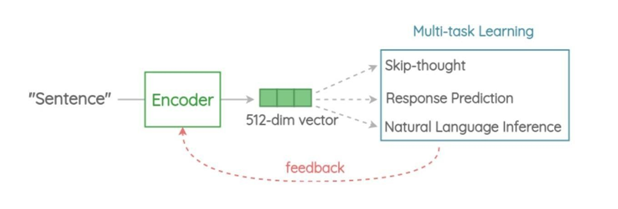 Multi-task Learning
"Sentence"
Encoder
512-dim vector
Skip-thought
Response Prediction
Natural Language Inference
feedback